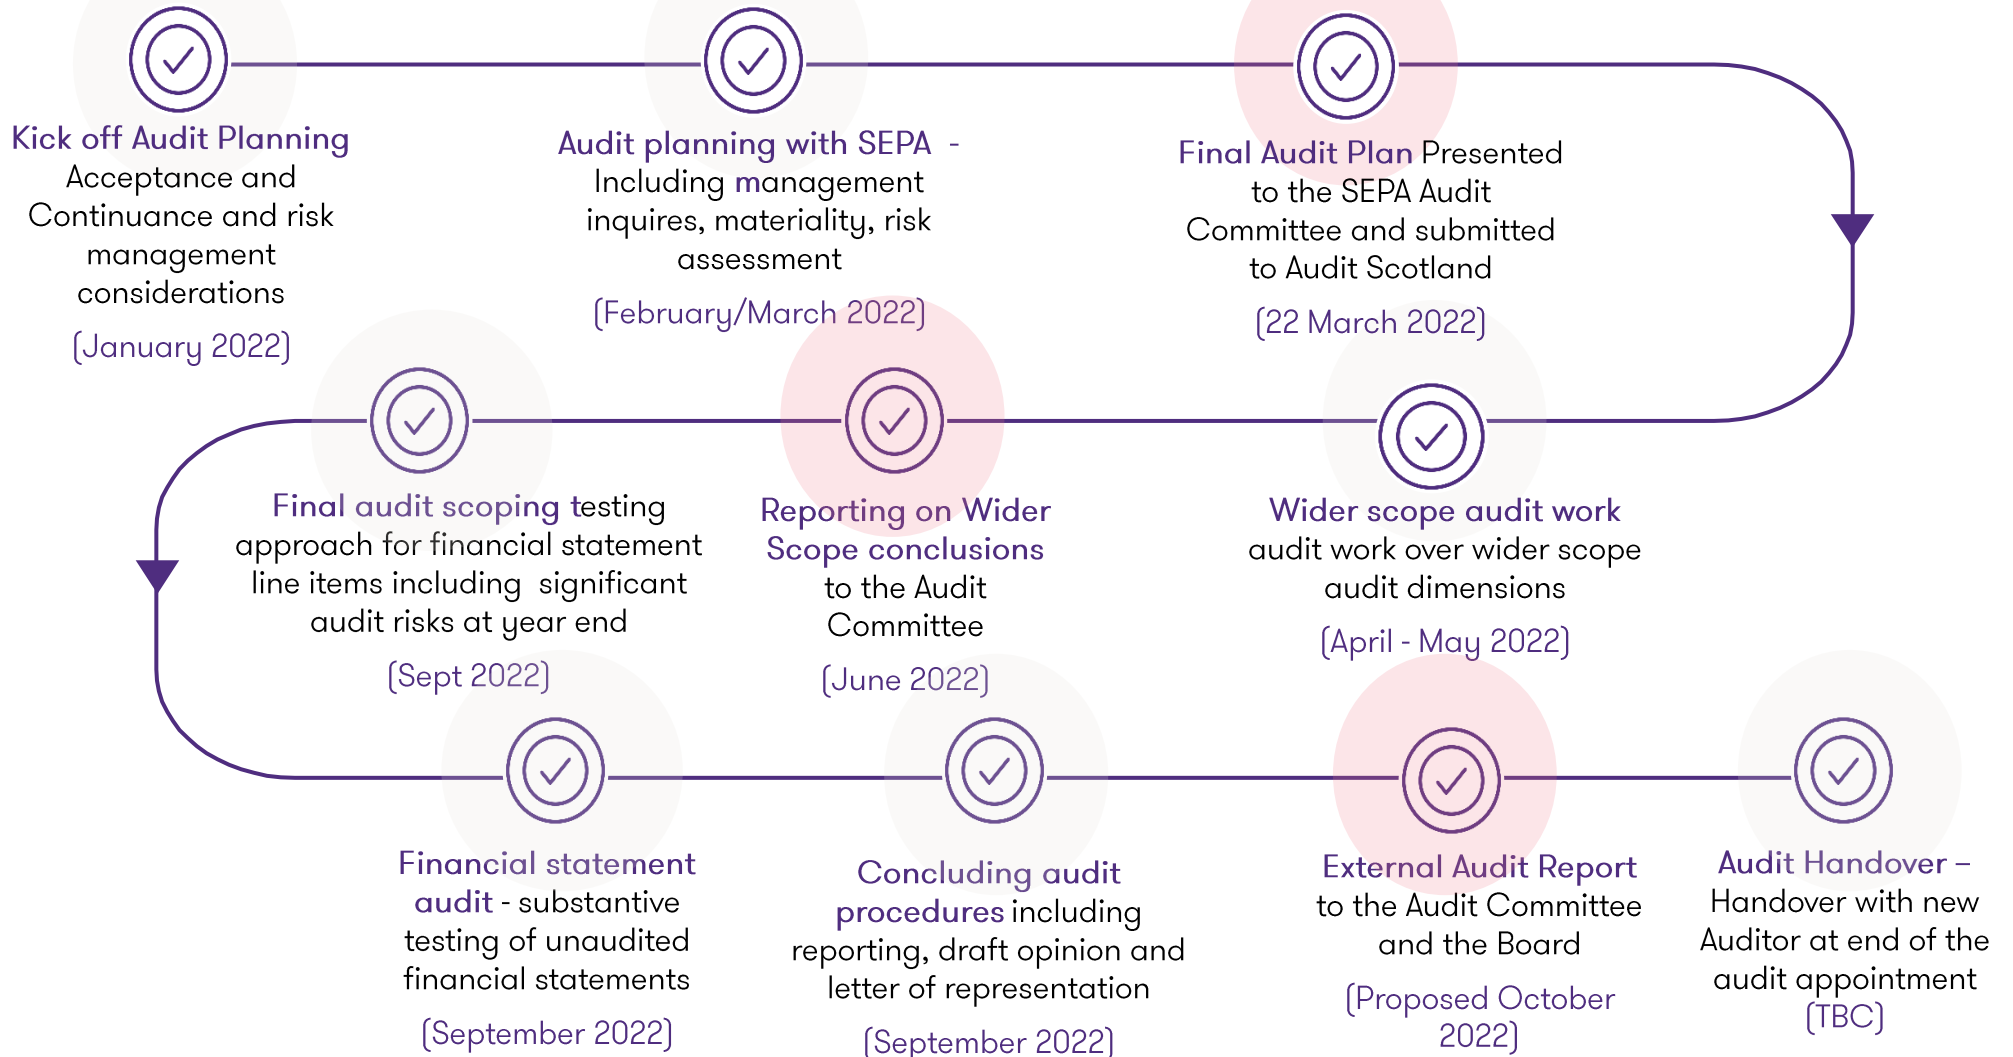 Kick off Audit Planning
Acceptance and
Continuance and risk
management
considerations
(January 2022)
Audit planning with SEPA -
Including management
inquires, materiality, risk
assessment
(February/March 2022)
Final Audit Plan Presented
to the SEPA Audit
Committee and submitted
to Audit Scotland
(22 March 2022)
Final audit scoping testing
approach for financial statement
line items including significant
audit risks at year end
(Sept 2022)
Reporting on Wider
Scope conclusions
to the Audit
Committee
(June 2022)
Wider scope audit work
audit work over wider scope
audit dimensions
(April - May 2022)
Financial statement
audit - substantive
testing of unaudited
financial statements
(September 2022)
Concluding audit
procedures including
reporting, draft opinion and
letter of representation
(September 2022)
External Audit Report
to the Audit Committee
and the Board
(Proposed October
2022)
Audit Handover –
Handover with new
Auditor at end of the
audit appointment
(TBC)